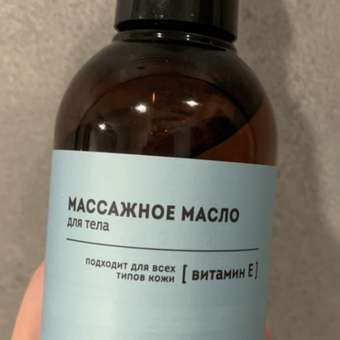 МАССАЖНОЕ МАСЛО
для тела
подходит для всех
типов кожи [ витамин Е ]